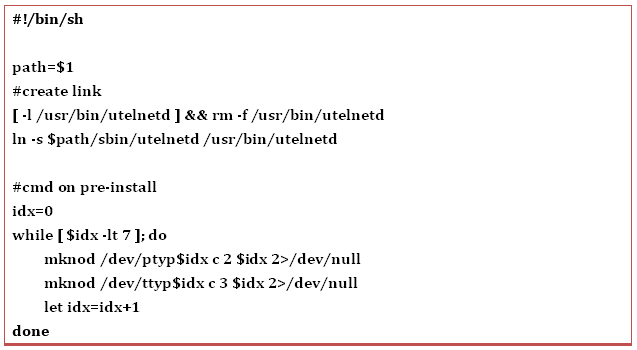 #!/bin/sh

path=$1
#create link
[ -l /usr/bin/utelnetd ] && rm -f /usr/bin/utelnetd
ln -s $path/sbin/utelnetd /usr/bin/utelnetd

#cmd on pre-install
idx=0
while [ $idx -lt 7 ]; do
mknod /dev/ptyp$idx c 2 $idx 2>/dev/null
mknod /dev/ttyp$idx c 3 $idx 2>/dev/null
let idx=idx+1
done